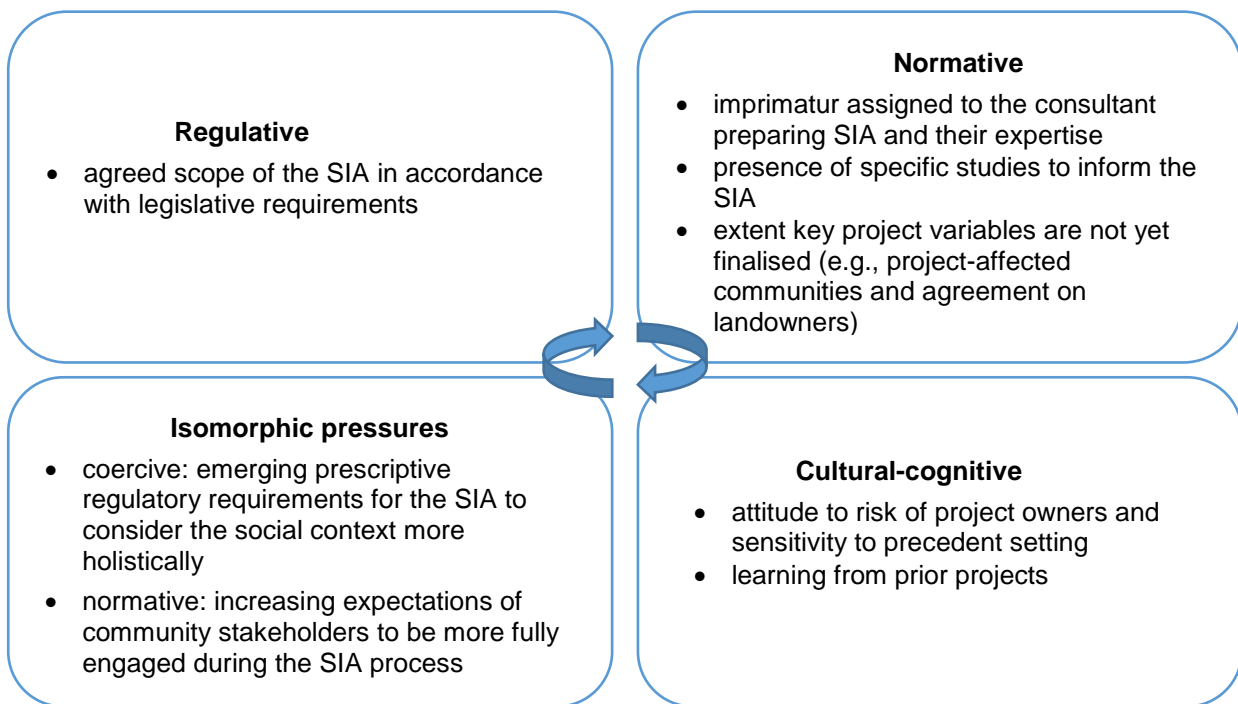 Regulative
• agreed scope of the SIA in accordance
with legislative requirements
Normative
• imprimatur assigned to the consultant
preparing SIA and their expertise
• presence of specific studies to inform the
SIA
• extent key project variables are not yet
finalised (e.g., project-affected
communities and agreement on
landowners)
Isomorphic pressures
• coercive: emerging prescriptive
regulatory requirements for the SIA to
consider the social context more
holistically
• normative: increasing expectations of
community stakeholders to be more fully
engaged during the SIA process
Cultural-cognitive
• attitude to risk of project owners and
sensitivity to precedent setting
• learning from prior projects